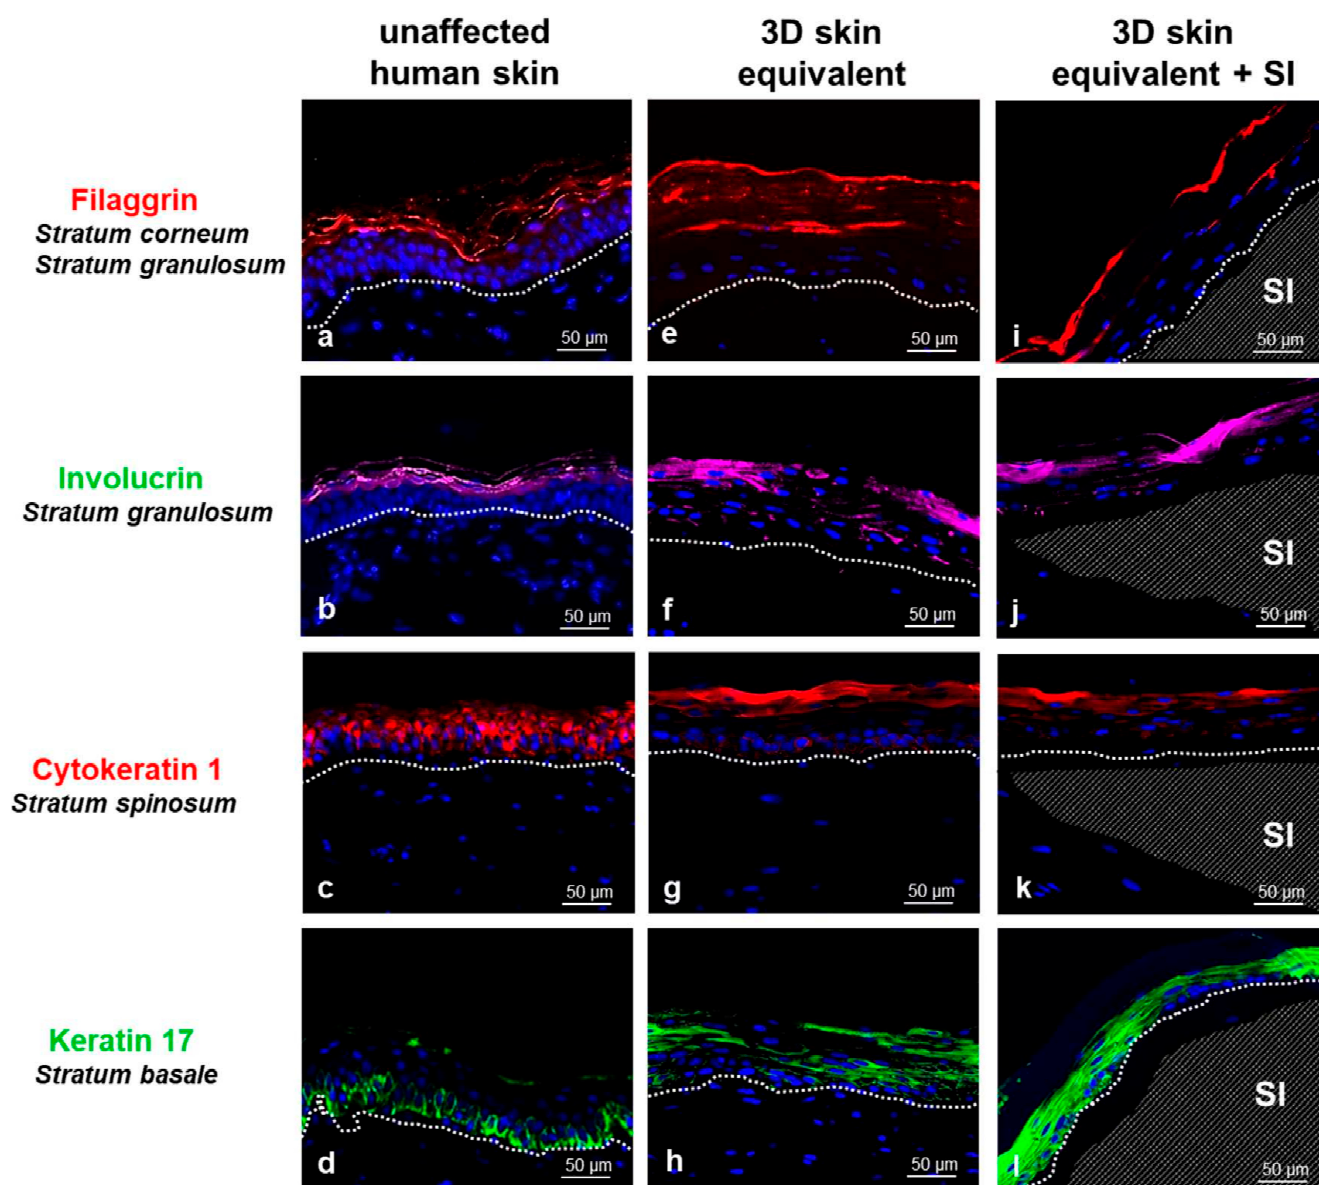 unaffected
human skin
3D skin
equivalent
3D skin
equivalent + SI
Filaggrin
Stratum corneum
Stratum granulosum
a
50 µm
e
50 µm
i
SI
50 µm
Involucrin
Stratum granulosum
b
50 µm
f
50 µm
j
SI
50 µm
Cytokeratin 1
Stratum spinosum
c
50 µm
g
50 µm
k
SI
50 µm
Keratin 17
Stratum basale
d
50 µm
h
50 µm
l
SI
50 µm